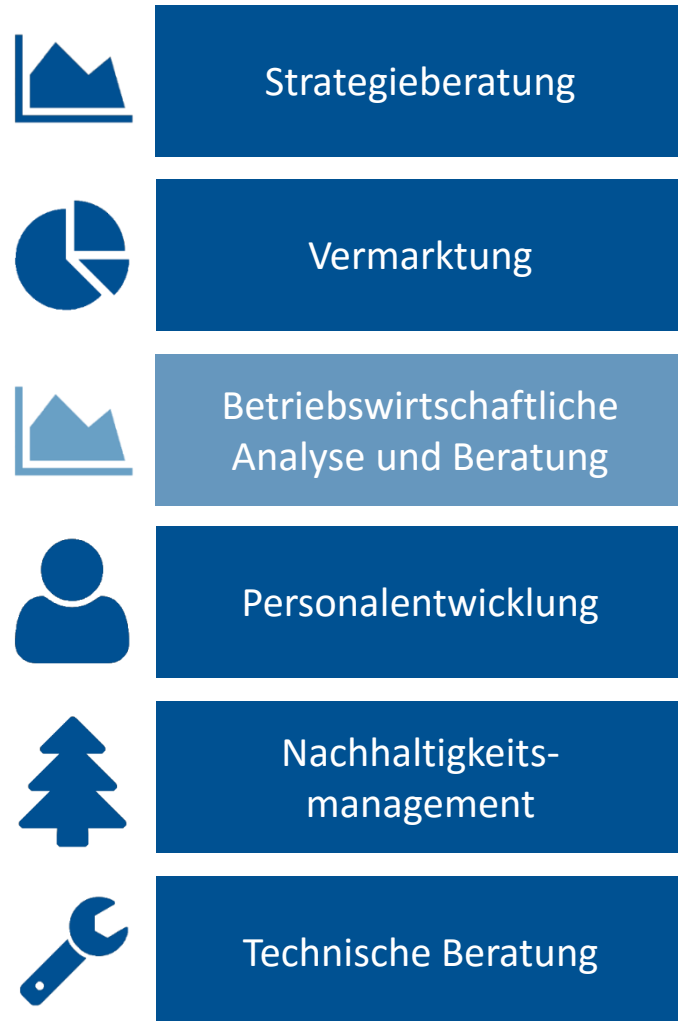 Strategieberatung
Vermarktung
Betriebswirtschaftliche
Analyse und Beratung
Personalentwicklung
Nachhaltigkeits-
management
Technische Beratung